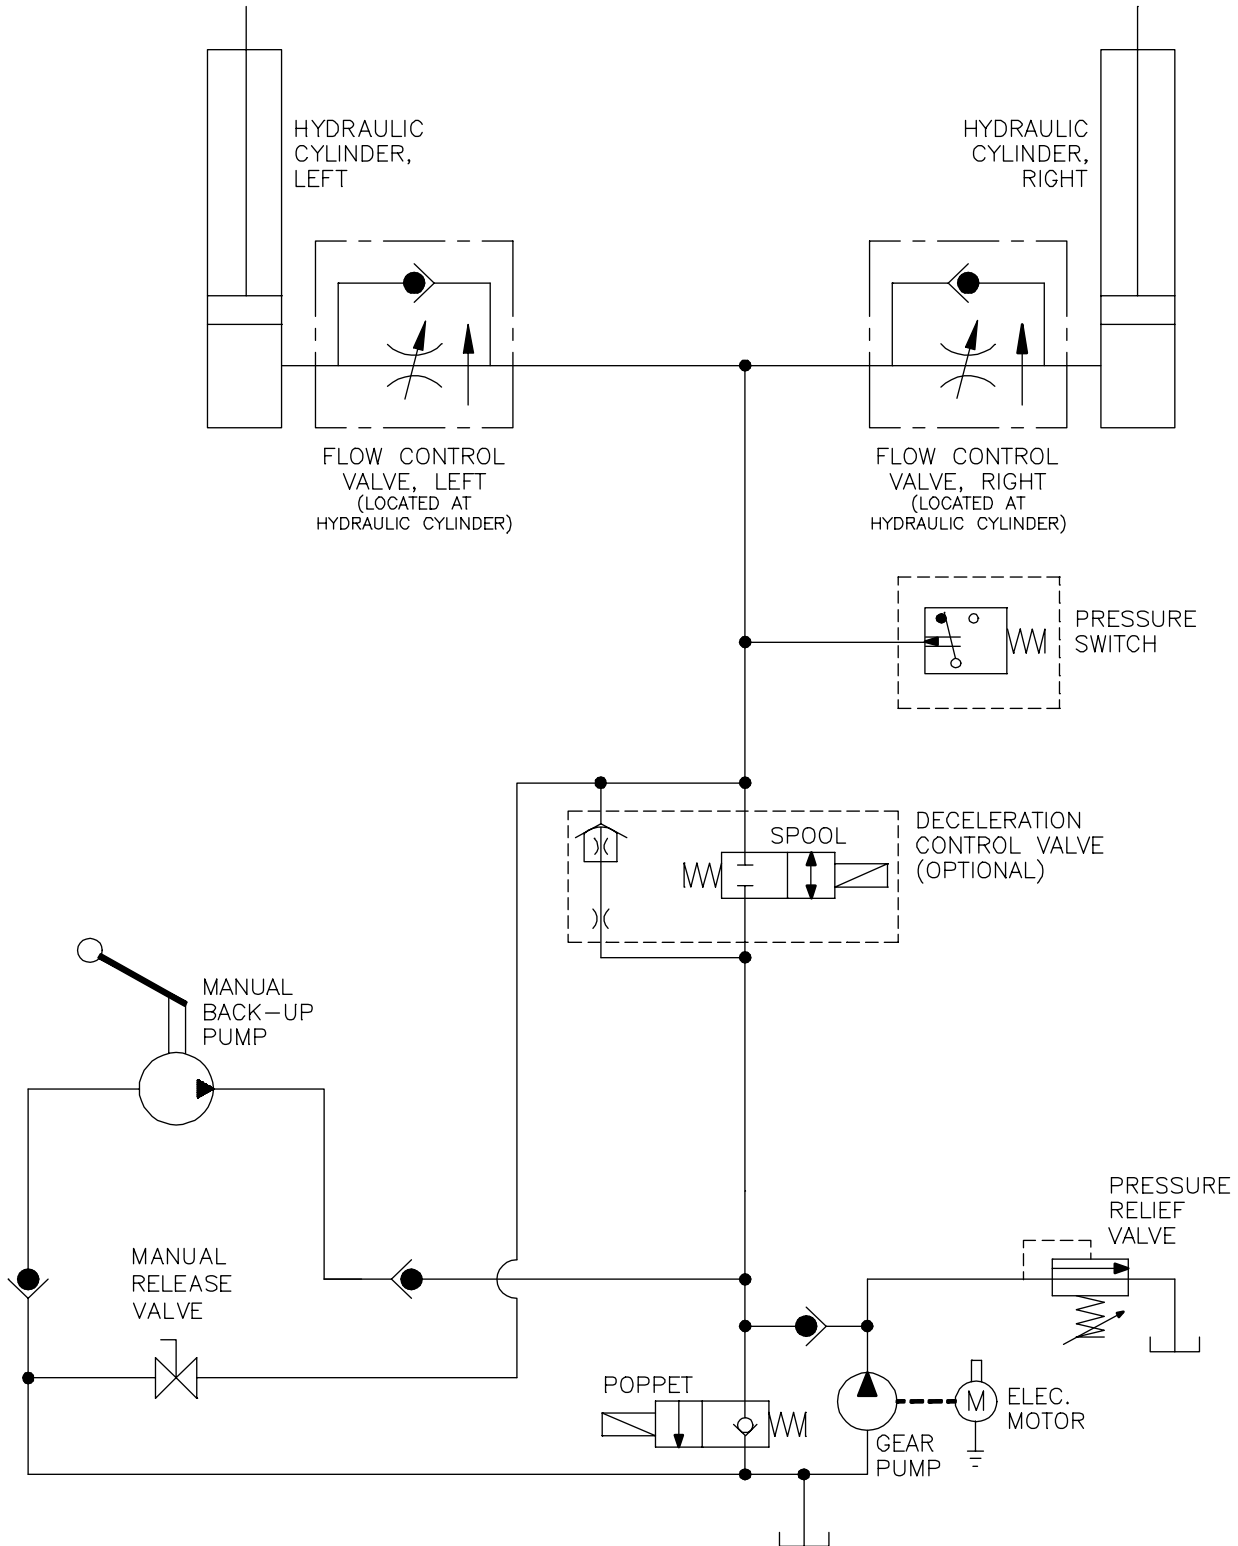 HYDRAULIC
CYLINDER,
LEFT
HYDRAULIC
CYLINDER,
RIGHT
FLOW CONTROL
VALVE, LEFT
(LOCATED AT
HYDRAULIC CYLINDER)
FLOW CONTROL
VALVE, RIGHT
(LOCATED AT
HYDRAULIC CYLINDER)
PRESSURE
SWITCH
SPOOL
DECELERATION
CONTROL VALVE
(OPTIONAL)
MANUAL
BACK-UP
PUMP
PRESSURE
RELIEF
VALVE
MANUAL
RELEASE
VALVE
POPPET
M
ELEC.
MOTOR
GEAR
PUMP